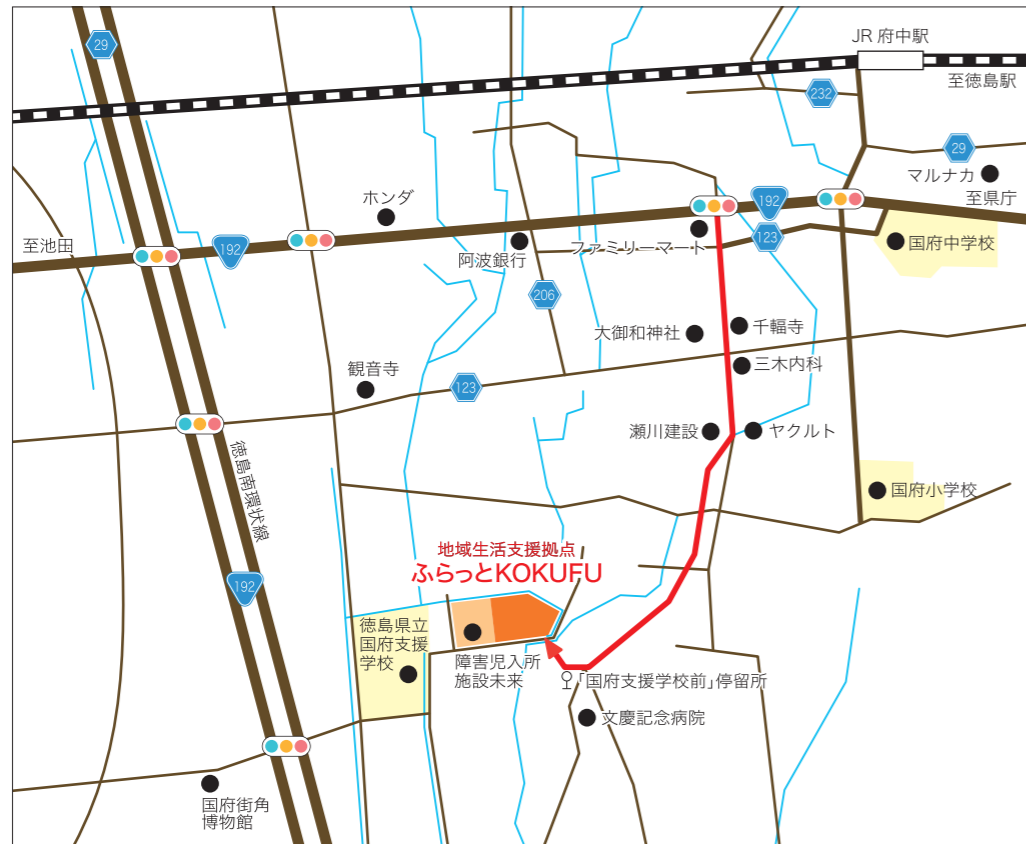 29
JR 府中駅
至徳島駅
232
29
マルナカ
至県庁
ホンダ
192
至池田
192
阿波銀行
ファミリーマート
123
国府中学校
206
大御和神社
千輻寺
三木内科
観音寺
123
瀬川建設
ヤクルト
徳島南環状線
国府小学校
地域生活支援拠点
ふらっとKOKUFU
192
徳島県立
国府支援
学校
障害児入所
施設未来
「国府支援学校前」停留所
文慶記念病院
国府街角
博物館